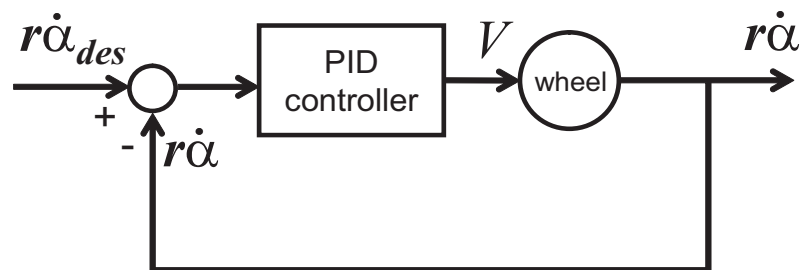 rα̇des
PID
controller
V
wheel
rα̇
+
-
rα̇